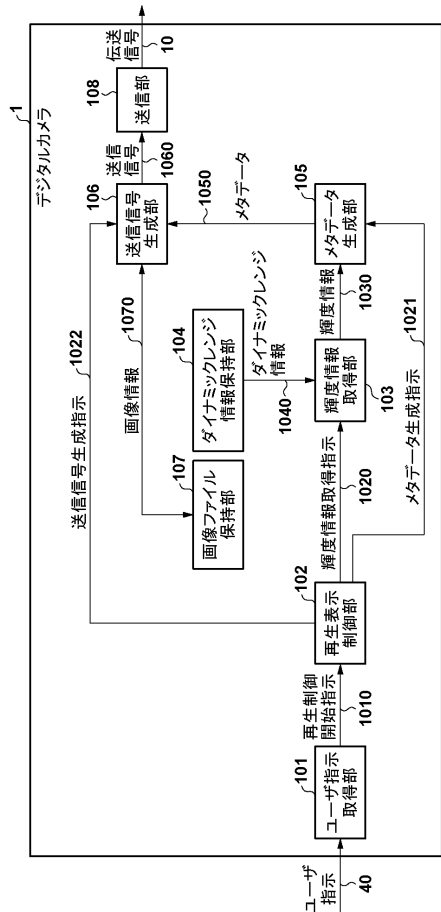 1
デジタルカメラ
ユーザ
指示
40
101
ユーザ指示
取得部
再生制御
開始指示
1010
102
再生表示
制御部
送信信号生成指示
1022
輝度情報取得指示
1020
メタデータ生成指示
1021
107
画像ファイル
保持部
画像情報
1070
104
ダイナミックレンジ
情報保持部
ダイナミックレンジ
情報
1040
輝度情報
取得部
103
輝度情報
1030
105
メタデータ
生成部
メタデータ
1050
106
送信信号
生成部
送信
信号
1060
108
送信部
伝送
信号
10